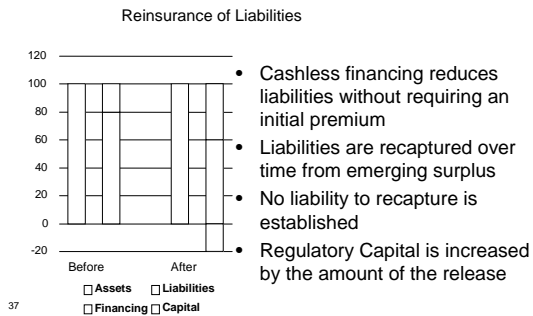 Reinsurance of Liabilities
120
100
80
60
40
20
0
-20
Before After
Assets Liabilities
Financing Capital
• Cashless financing reduces
liabilities without requiring an
initial premium
• Liabilities are recaptured over
time from emerging surplus
• No liability to recapture is
established
• Regulatory Capital is increased
by the amount of the release
37